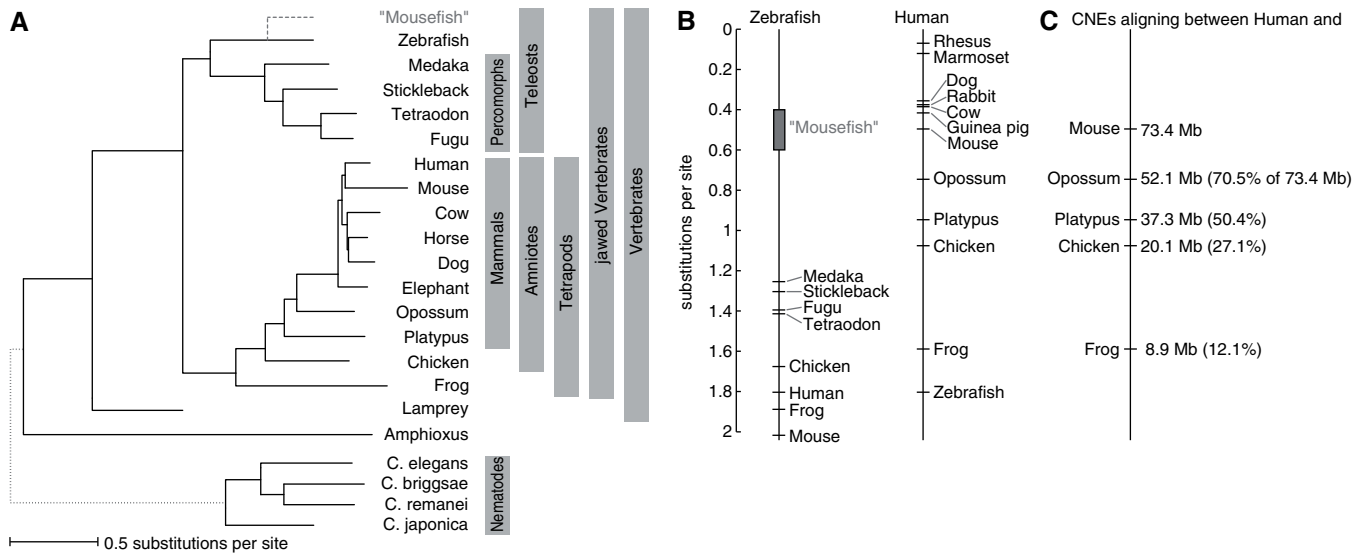 A
"Mousefish"
Zebrafish
Medaka
Stickleback
Tetraodon
Fugu
Human
Mouse
Cow
Horse
Dog
Elephant
Opossum
Platypus
Chicken
Frog
Lamprey
Amphioxus
C. elegans
C. briggsae
C. remanei
C. japonica
Percomorphs
Teleosts
Mammals
Amniotes
Tetrapods
jawed Vertebrates
Vertebrates
Nematodes
0.5 substitutions per site
B
Zebrafish
Human
substitutions per site
0
0.2
0.4
0.6
0.8
1
1.2
1.4
1.6
1.8
2
"Mousefish"
Medaka
Stickleback
Fugu
Tetraodon
Chicken
Human
Frog
Mouse
Rhesus
Marmoset
Dog
Rabbit
Cow
Guinea pig
Mouse
Opossum
Platypus
Chicken
Frog
Zebrafish
C
CNEs aligning between Human and
Mouse 73.4 Mb
Opossum 52.1 Mb (70.5% of 73.4 Mb)
Platypus 37.3 Mb (50.4%)
Chicken 20.1 Mb (27.1%)
Frog 8.9 Mb (12.1%)